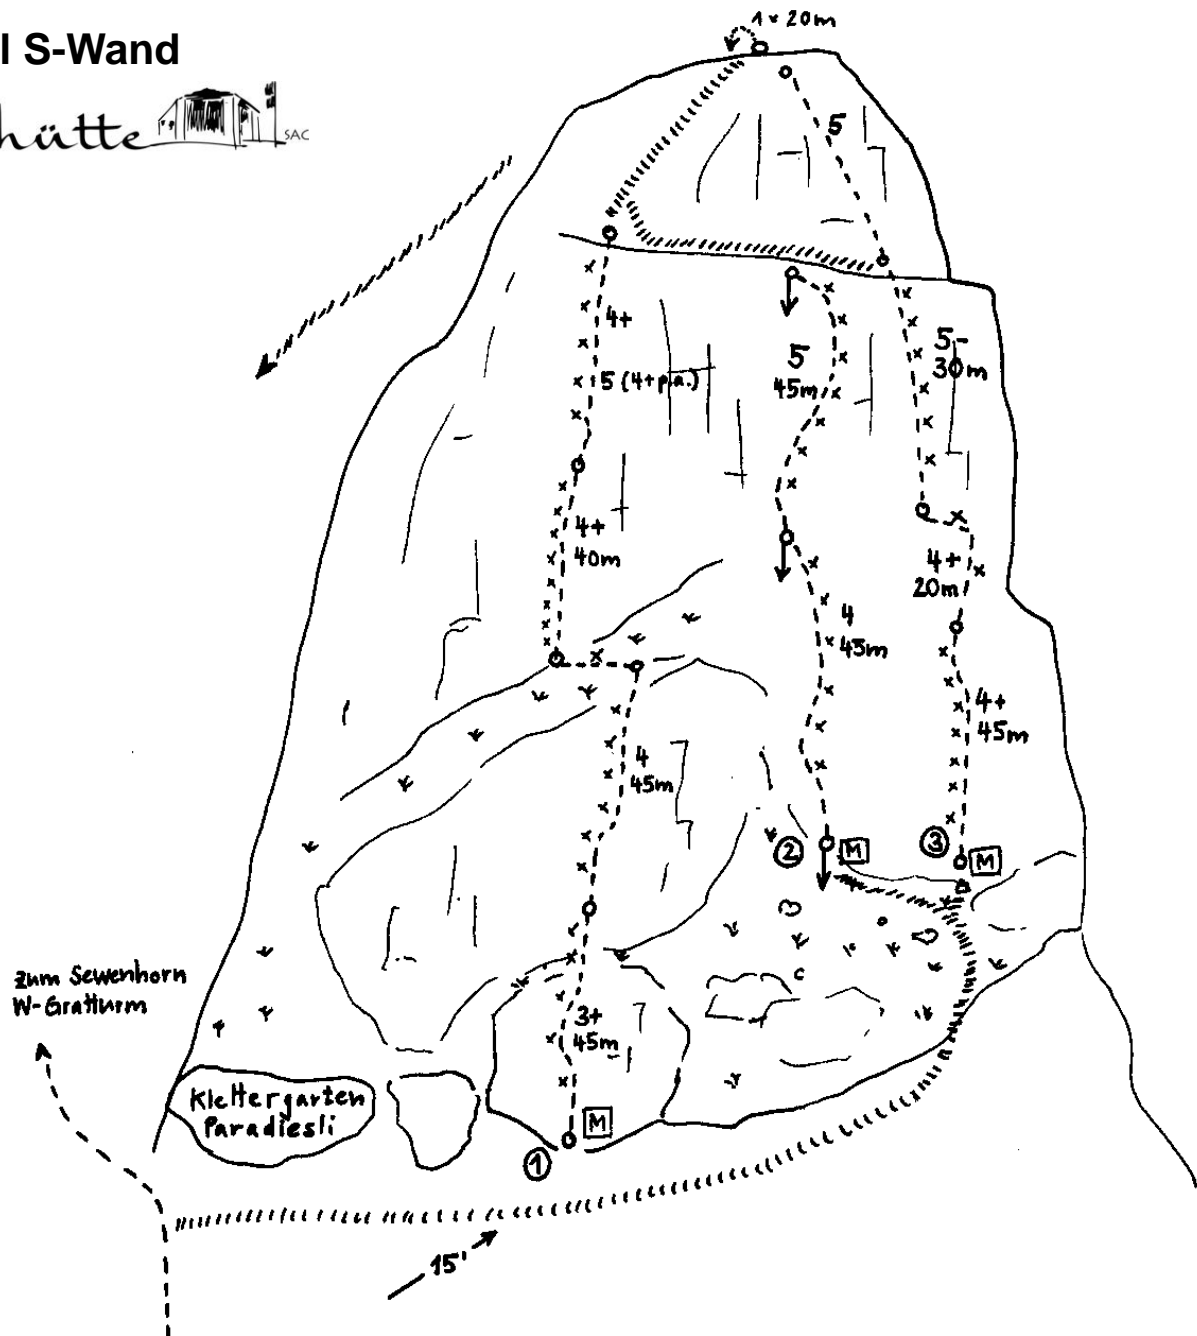 l S-Wand
hütte
SAC
1 x 20m
5
4+
5 (4+p.a.)
5
45m
5-
30m
4+
40m
4+
20m
4
45m
4+
45m
4
45m
2
M
3
M
zum Sewenhorn
W-Gratturm
3+
45m
Klettergarten
Paradiesli
M
1
15'